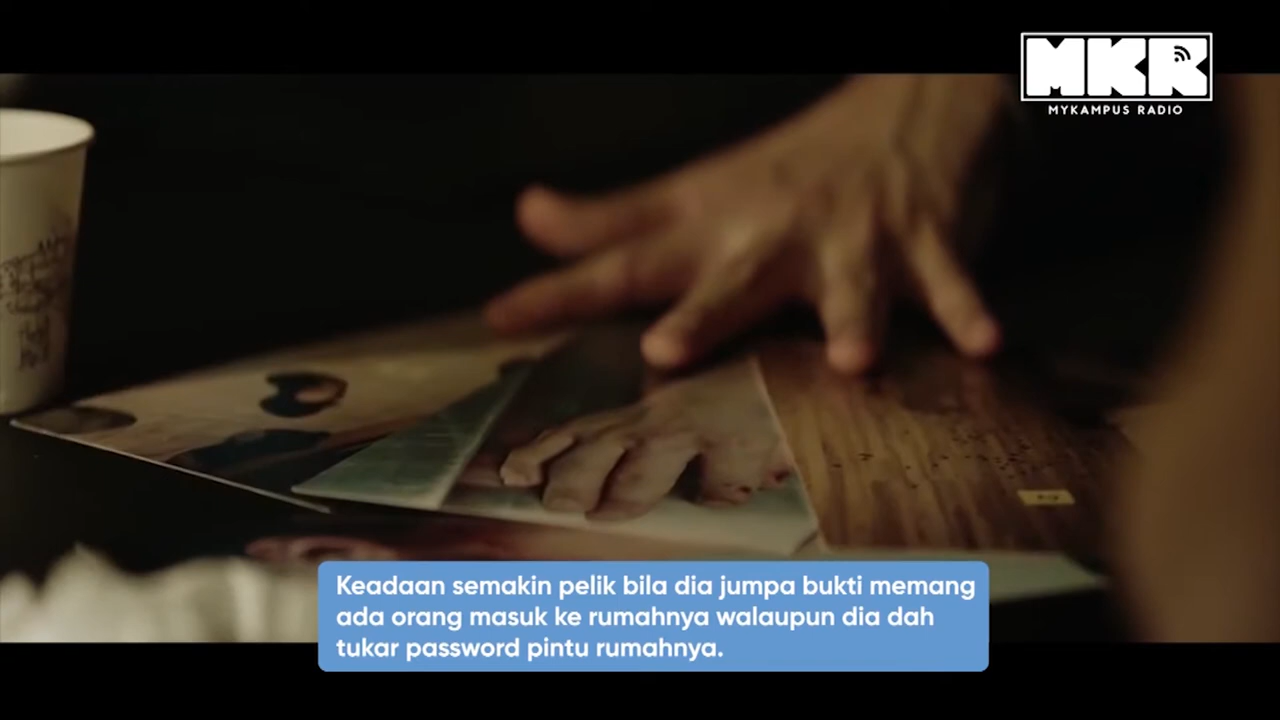 MKR
MYKAMPUS RADIO
Keadaan semakin pelik bila dia jumpa bukti memang
ada orang masuk ke rumahnya walaupun dia dah
tukar password pintu rumahnya.